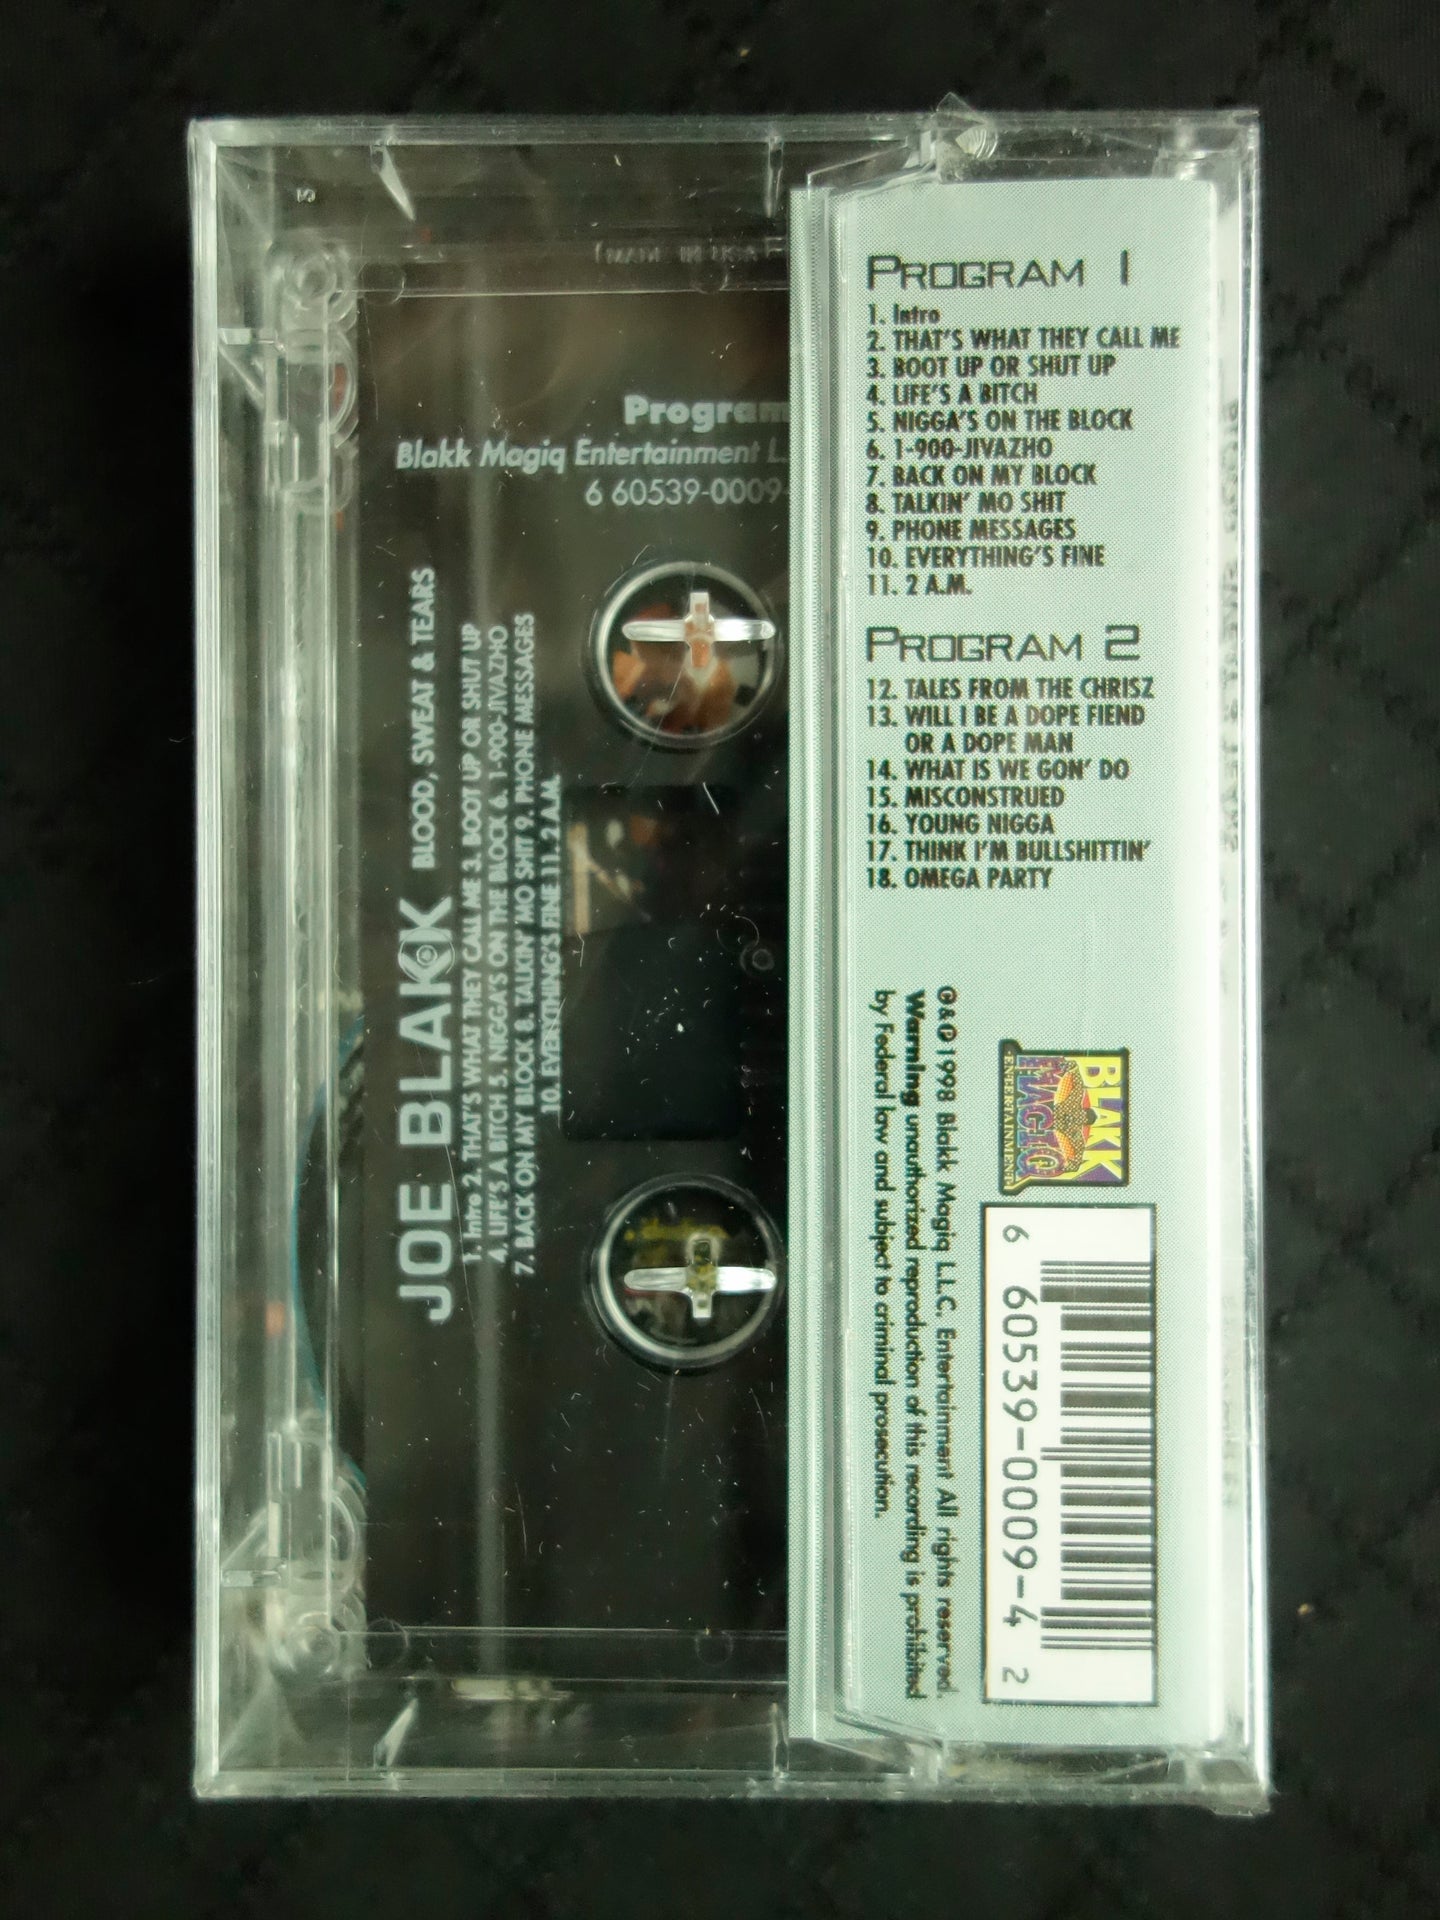 MADE IN USA
Program
Blakk Magiq Entertainment L.
6 60539-0009-
JOE BLAKK BLOOD, SWEAT & TEARS
1. Intro 2. THAT'S WHAT THEY CALL ME 3. BOOT UP OR SHUT UP
4. LIFE'S A BITCH 5. NIGGA'S ON THE BLOCK 6. 1-900-JIVAZHO
7. BACK ON MY BLOCK 8. TALKIN' MO SHIT 9. PHONE MESSAGES
10. EVERYTHING'S FINE 11. 2 A.M.
PROGRAM 1
1. Intro
2. THAT'S WHAT THEY CALL ME
3. BOOT UP OR SHUT UP
4. LIFE'S A BITCH
5. NIGGA'S ON THE BLOCK
6. 1-900-JIVAZHO
7. BACK ON MY BLOCK
8. TALKIN' MO SHIT
9. PHONE MESSAGES
10. EVERYTHING'S FINE
11. 2 A.M.
PROGRAM 2
12. TALES FROM THE CHRISZ
13. WILL I BE A DOPE FIEND
OR A DOPE MAN
14. WHAT IS WE GON' DO
15. MISCONSTRUED
16. YOUNG NIGGA
17. THINK I'M BULLSHITTIN'
18. OMEGA PARTY
©&℗1998 Blakk Magiq L.L.C. Entertainment All rights reserved.
Warning unauthorized reproduction of this recording is prohibited
by Federal law and subject to criminal prosecution.
BLAKK
MAGIQ
ENTERTAINMENT
6 60539-0009-4 2